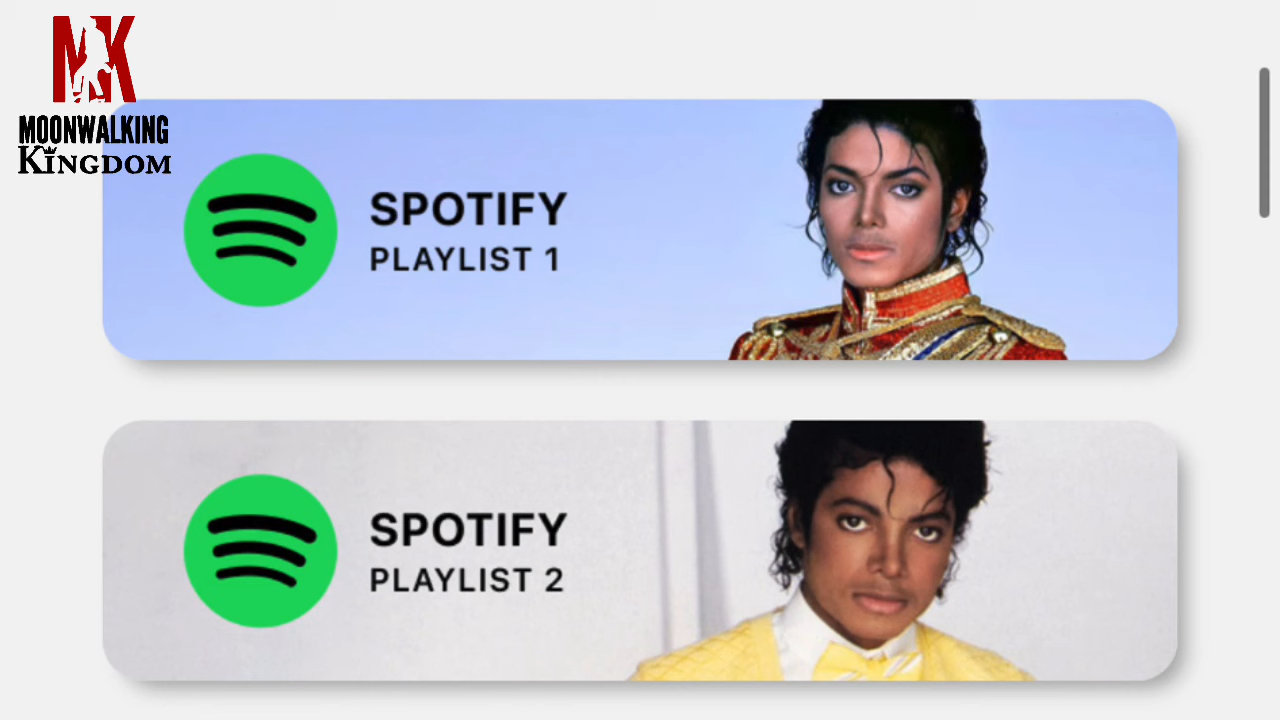 MK
MOONWALKING
KINGDOM
SPOTIFY
PLAYLIST 1
SPOTIFY
PLAYLIST 2